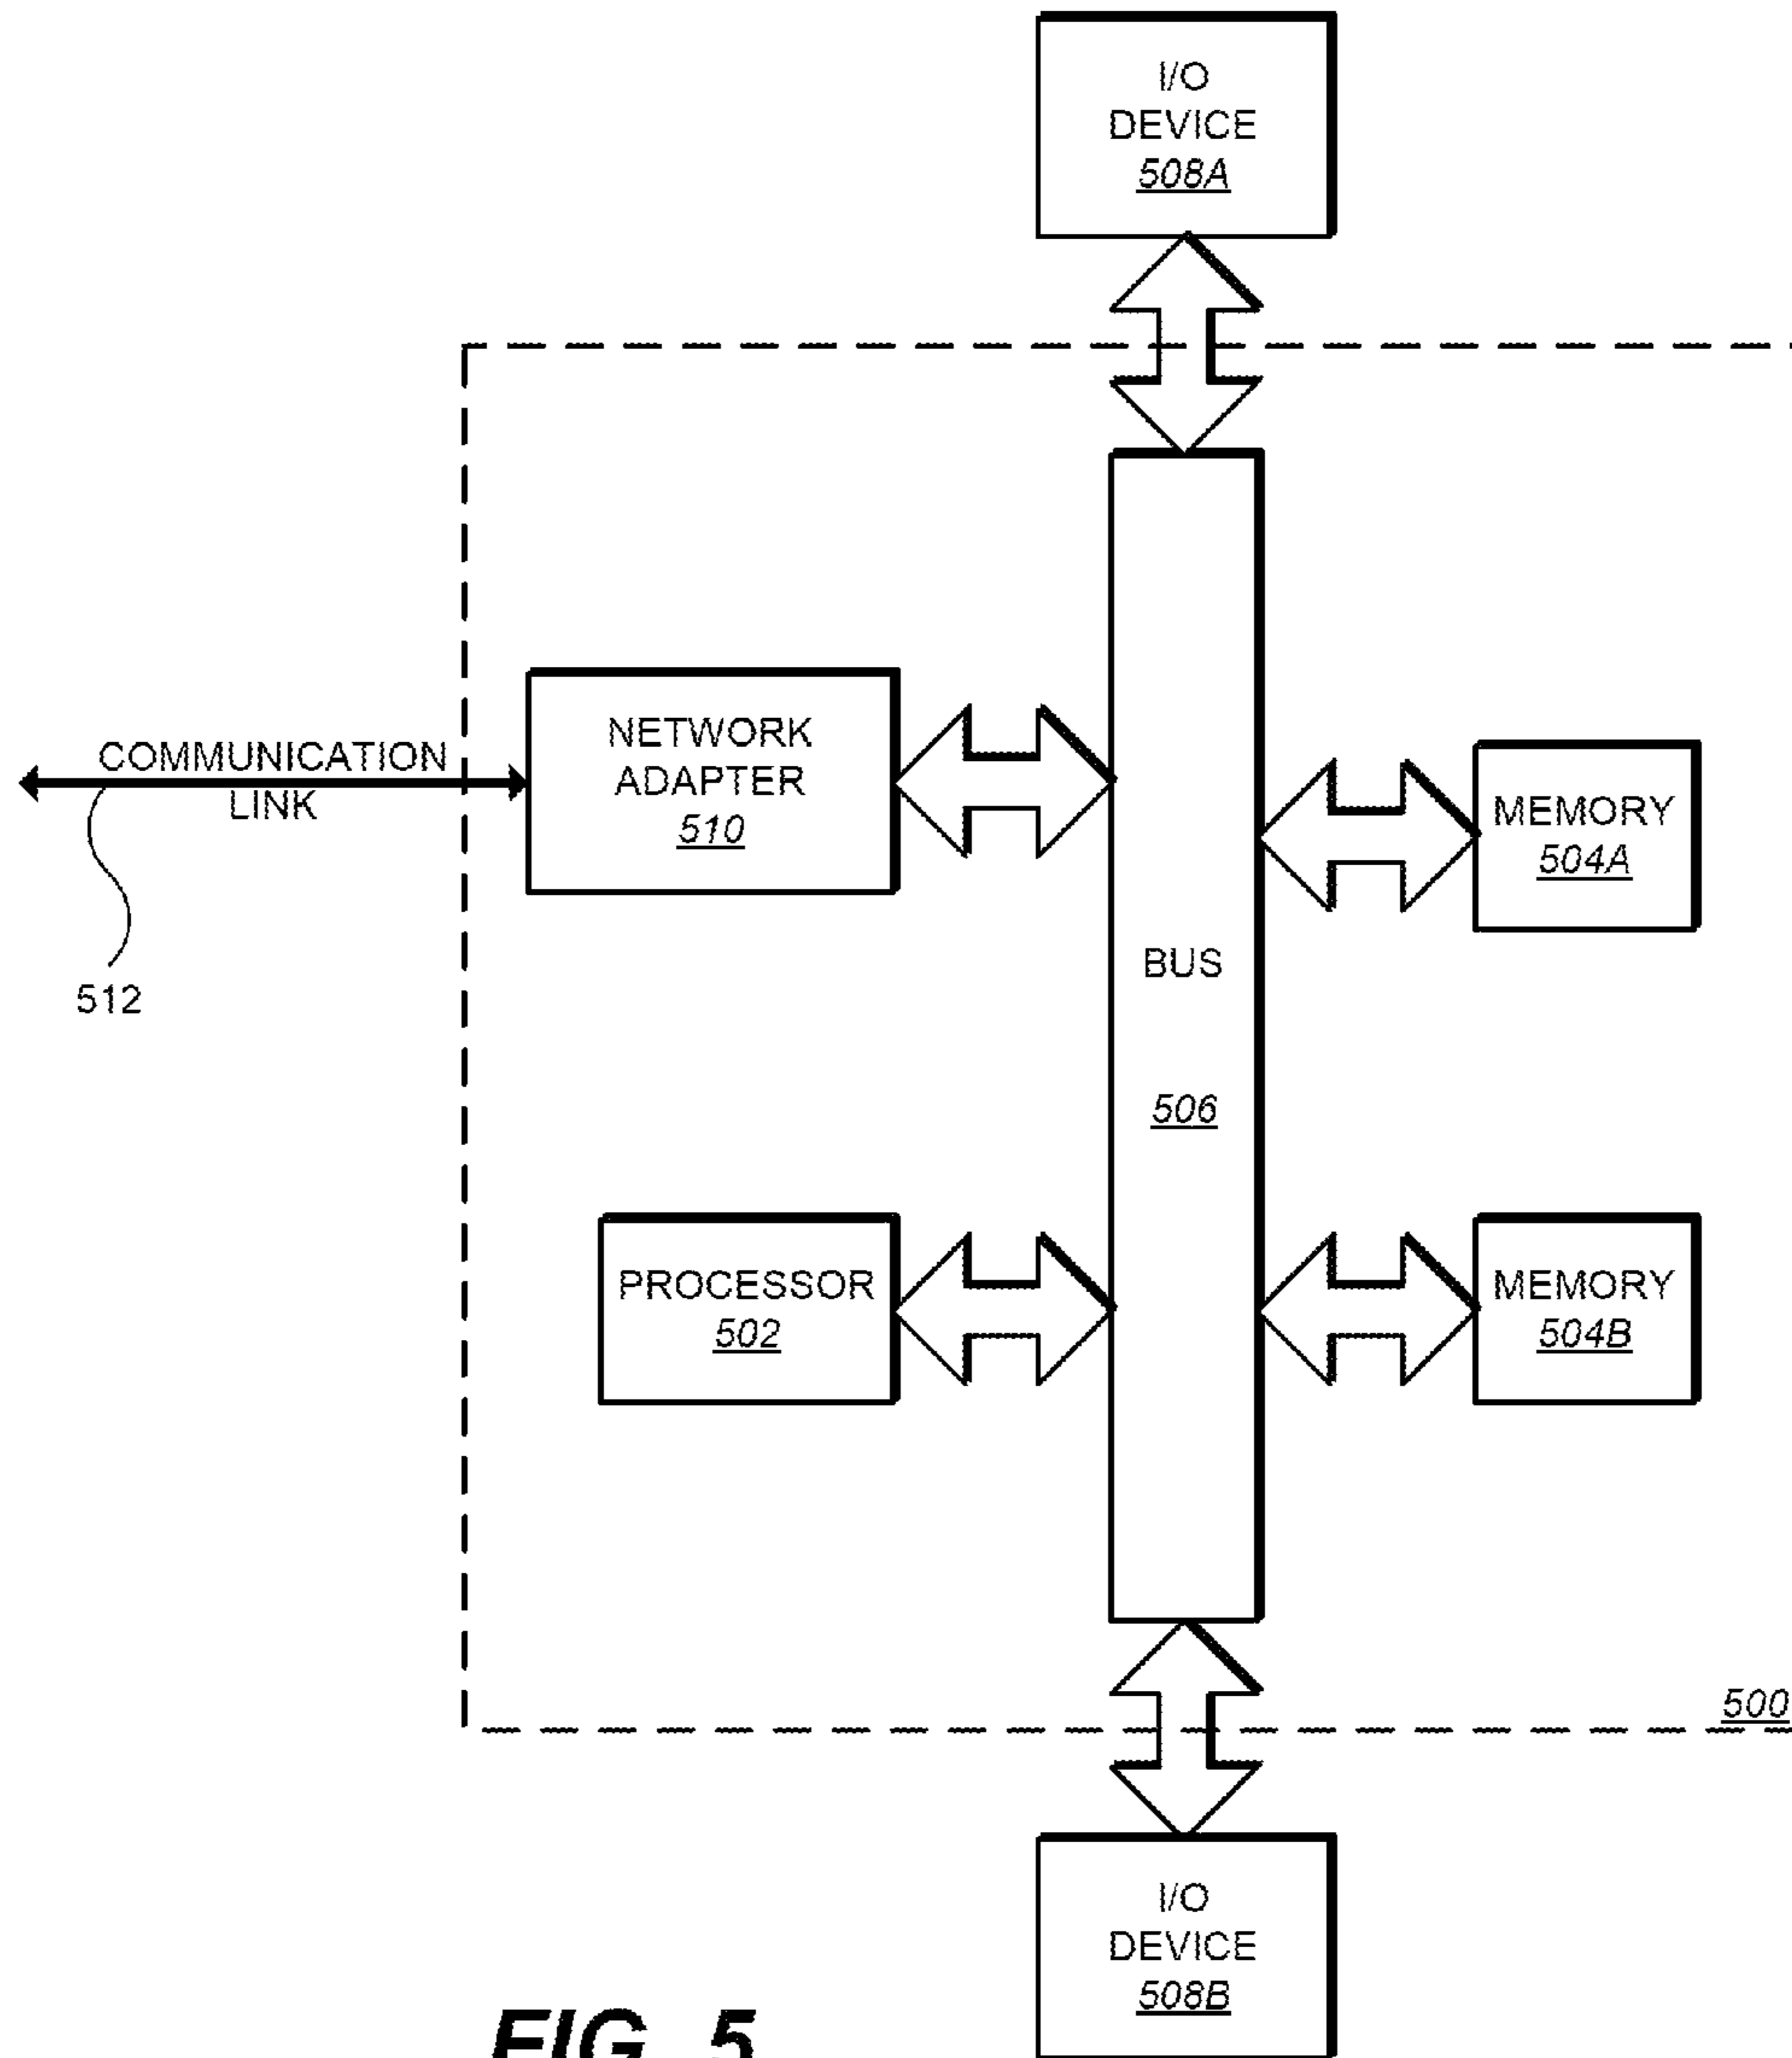 I/O
DEVICE
508A
COMMUNICATION
LINK
512
NETWORK
ADAPTER
510
MEMORY
504A
BUS
506
PROCESSOR
502
MEMORY
504B
500
I/O
DEVICE
508B
FIG. 5